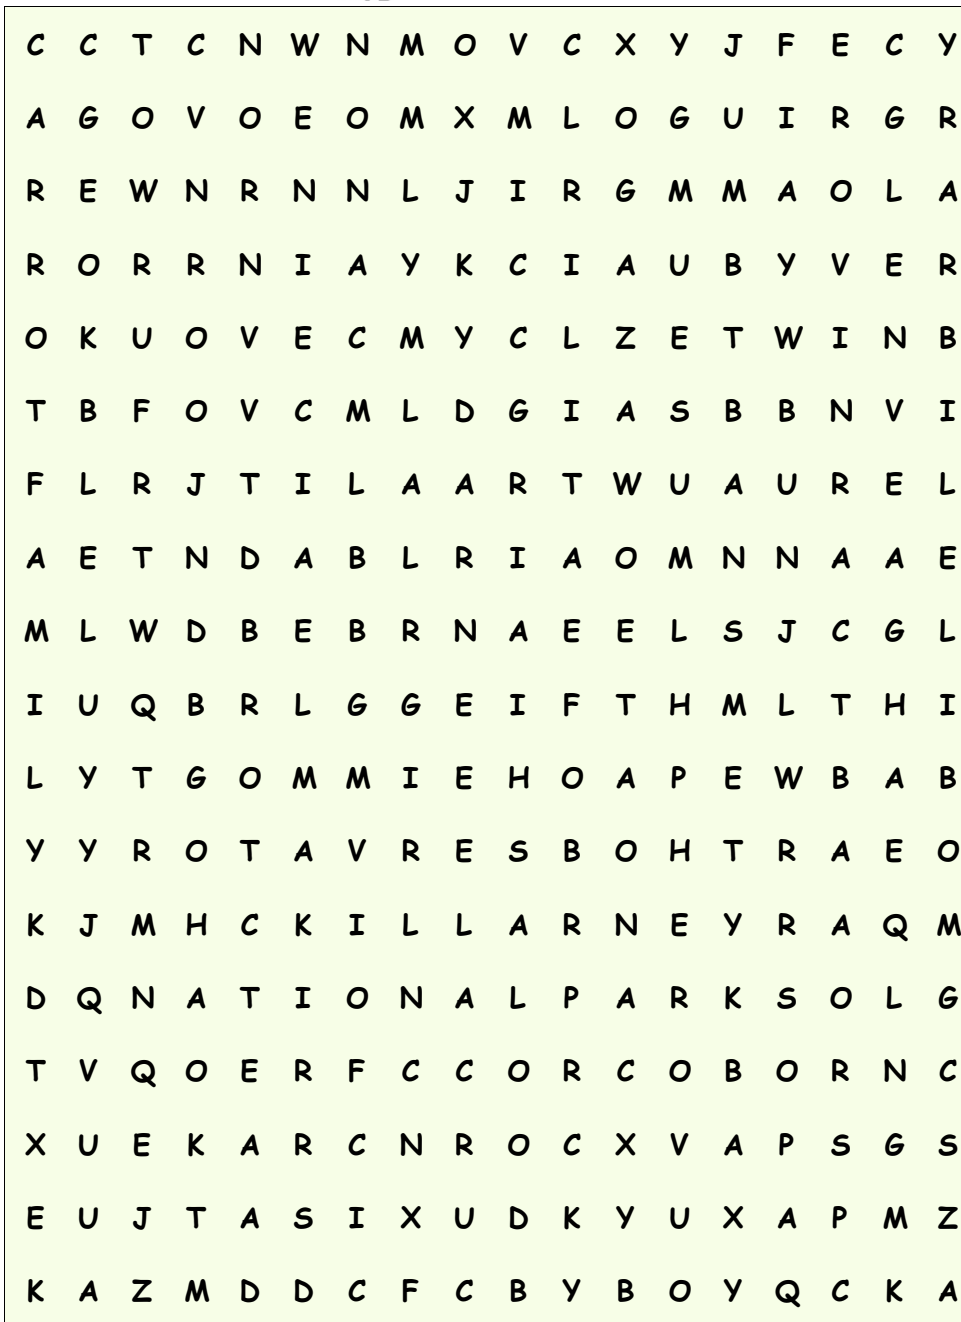 C C T C N W N M O V C X Y J F E C Y
A G O V O E O M X M L O G U I R G R
R E W N R N N L J I R G M M A O L A
R O R R N I A Y K C I A U B Y V E R
O K U O V E C M Y C L Z E T W I N B
T B F O V C M L D G I A S B B N V I
F L R J T I L A A R T W U A U R E L
A E T N D A B L R I A O M N N A A E
M L W D B E B R N A E E L S J C G L
I U Q B R L G G E I F T H M L T H I
L Y T G O M M I E H O A P E W B A B
Y Y R O T A V R E S B O H T R A E O
K J M H C K I L L A R N E Y R A Q M
D Q N A T I O N A L P A R K S O L G
T V Q O E R F C C O R C O B O R N C
X U E K A R C N R O C X V A P S G S
E U J T A S I X U D K Y U X A P M Z
K A Z M D D C F C B Y B O Y Q C K A